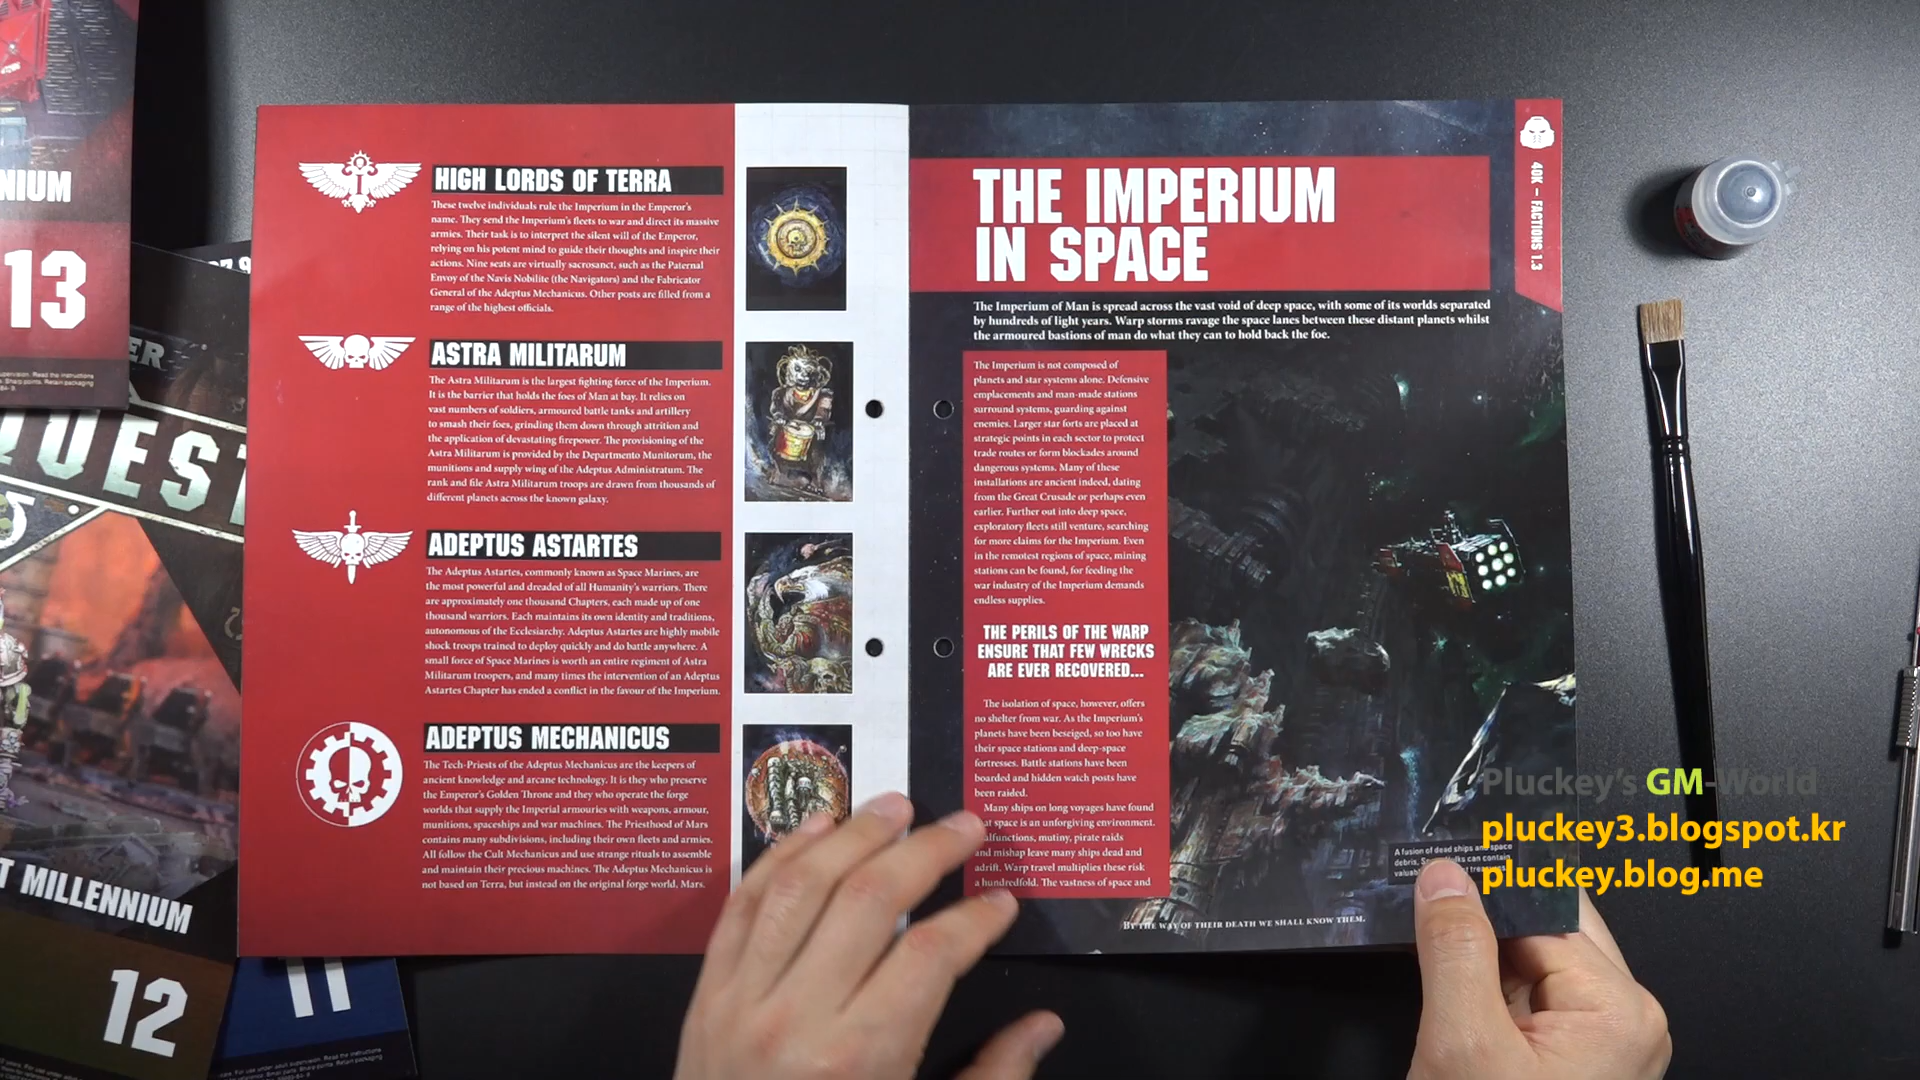 HIGH LORDS OF TERRA
These twelve individuals rule the Imperium in the Emperor's
name. They send the Imperium's fleets to war and direct its massive
armies. Their task is to interpret the silent will of the Emperor,
relying on his potent mind to guide their thoughts and inspire their
actions. Nine seats are virtually sacrosanct, such as the Paternal
Envoy of the Navis Nobilite (the Navigators) and the Fabricator
General of the Adeptus Mechanicus. Other posts are filled from a
range of the highest officials.
ASTRA MILITARUM
The Astra Militarum is the largest fighting force of the Imperium.
It is the barrier that holds the foes of Man at bay. It relies on
vast numbers of soldiers, armoured battle tanks and artillery
to smash their foes, grinding them down through attrition and
the application of devastating firepower. The provisioning of the
Astra Militarum is provided by the Departmento Munitorum, the
munitions and supply wing of the Adeptus Administratum. The
rank and file Astra Militarum troops are drawn from thousands of
different planets across the known galaxy.
ADEPTUS ASTARTES
The Adeptus Astartes, commonly known as Space Marines, are
the most powerful and dreaded of all Humanity's warriors. There
are approximately one thousand Chapters, each made up of one
thousand warriors. Each maintains its own identity and traditions,
autonomous of the Ecclesiarchy. Adeptus Astartes are highly mobile
shock troops trained to deploy quickly and do battle anywhere. A
small force of Space Marines is worth an entire regiment of Astra
Militarum troopers, and many times the intervention of an Adeptus
Astartes Chapter has ended a conflict in the favour of the Imperium.
ADEPTUS MECHANICUS
The Tech-Priests of the Adeptus Mechanicus are the keepers of
ancient knowledge and arcane technology. It is they who preserve
the Emperor's Golden Throne and they who operate the forge
worlds that supply the Imperial armouries with weapons, armour,
munitions, spaceships and war machines. The Priesthood of Mars
contains many subdivisions, including their own fleets and armies.
All follow the Cult Mechanicus and use strange rituals to assemble
and maintain their precious machines. The Adeptus Mechanicus is
not based on Terra, but instead on the original forge world, Mars.
THE IMPERIUM
IN SPACE
40K – FACTIONS 1.3
The Imperium of Man is spread across the vast void of deep space, with some of its worlds separated
by hundreds of light years. Warp storms ravage the space lanes between these distant planets whilst
the armoured bastions of man do what they can to hold back the foe.
The Imperium is not composed of
planets and star systems alone. Defensive
emplacements and man-made stations
surround systems, guarding against
enemies. Larger star forts are placed at
strategic points in each sector to protect
trade routes or form blockades around
dangerous systems. Many of these
installations are ancient indeed, dating
from the Great Crusade or perhaps even
earlier. Further out into deep space,
exploratory fleets still venture, searching
for more claims for the Imperium. Even
in the remotest regions of space, mining
stations can be found, for feeding the
war industry of the Imperium demands
endless supplies.
THE PERILS OF THE WARP
ENSURE THAT FEW WRECKS
ARE EVER RECOVERED...
The isolation of space, however, offers
no shelter from war. As the Imperium's
planets have been beseiged, so too have
their space stations and deep-space
fortresses. Battle stations have been
boarded and hidden watch posts have
been raided.
Many ships on long voyages have found
at space is an unforgiving environment.
alfunctions, mutiny, pirate raids
and mishap leave many ships dead and
adrift. Warp travel multiplies these risk
a hundredfold. The vastness of space and
A fusion of dead ships and space
debris, can contain
BY THE WAY OF THEIR DEATH WE SHALL KNOW THEM.
Pluckey's GM-World
pluckey3.blogspot.kr
pluckey.blog.me
NIUM
13
ER
QUEST
T MILLENNIUM
12
11